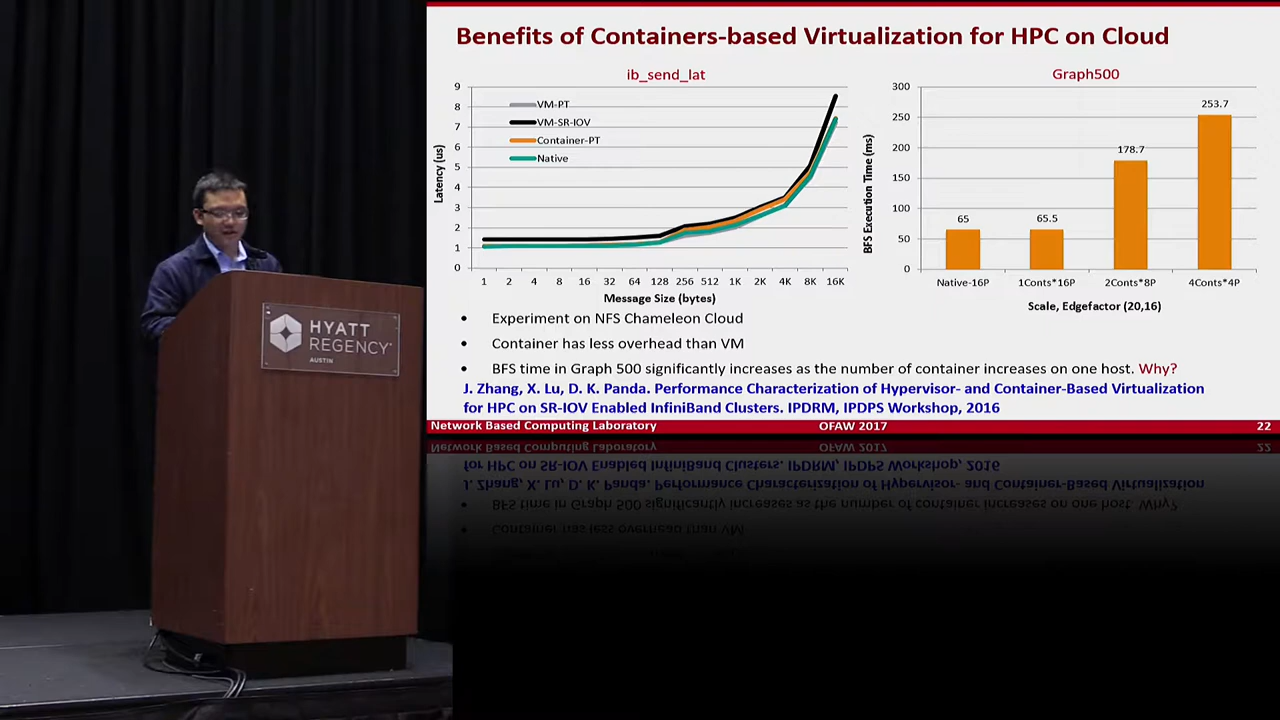 Benefits of Containers-based Virtualization for HPC on Cloud
ib_send_lat
9
8
7
6
5
4
3
2
1
0
Latency (us)
VM-PT
VM-SR-IOV
Container-PT
Native
1 2 4 8 16 32 64 128 256 512 1K 2K 4K 8K 16K
Message Size (bytes)
Graph500
300
250
200
150
100
50
0
BFS Execution Time (ms)
65
65.5
178.7
253.7
Native-16P 1Conts*16P 2Conts*8P 4Conts*4P
Scale, Edgefactor (20,16)
• Experiment on NFS Chameleon Cloud
• Container has less overhead than VM
• BFS time in Graph 500 significantly increases as the number of container increases on one host. Why?
J. Zhang, X. Lu, D. K. Panda. Performance Characterization of Hypervisor- and Container-Based Virtualization
for HPC on SR-IOV Enabled InfiniBand Clusters. IPDRM, IPDPS Workshop, 2016
Network Based Computing Laboratory OFAW 2017 22
HYATT
REGENCY
AUSTIN